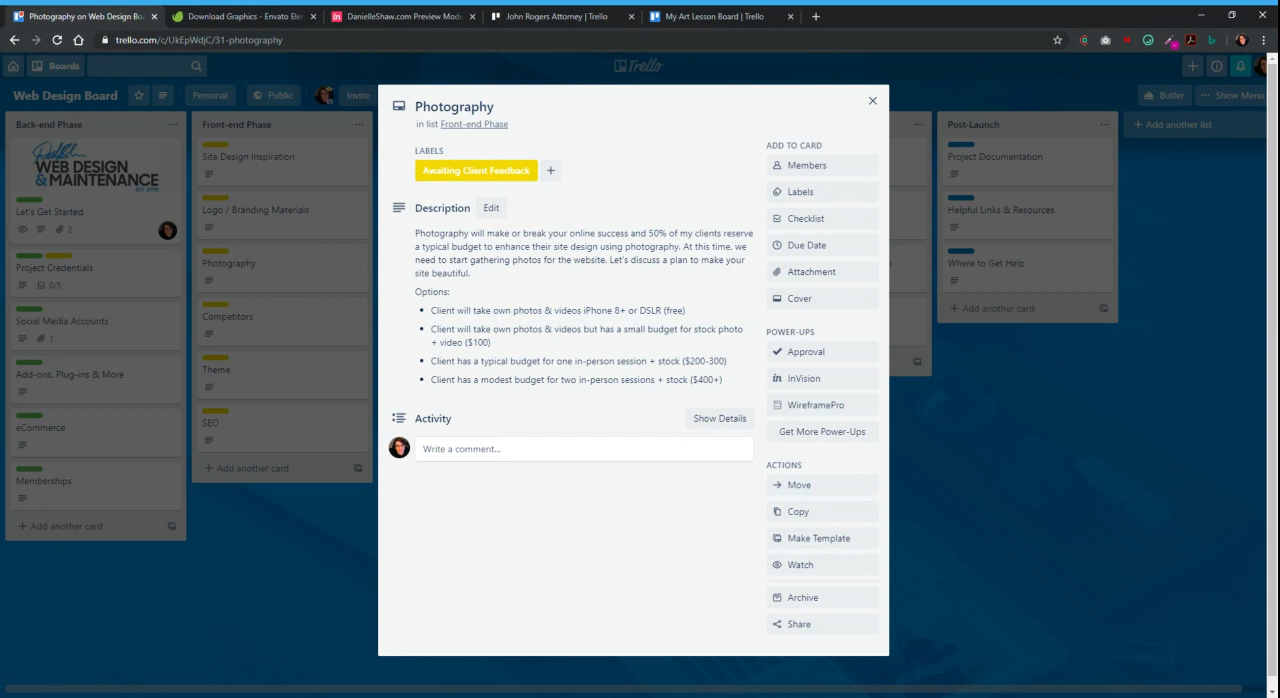 Photography on Web Design Bo
Download Graphics - Envato Ele
DanielleShaw.com Preview Mod
John Rogers Attorney | Trello
My Art Lesson Board | Trello
trello.com/c/UkEpWdjC/31-photography
Boards
Trello
Web Design Board
Personal
Public
Invite
Butler
Show Menu
Back-end Phase
WEB DESIGN
& MAINTENANCE
Let's Get Started
2
Project Credentials
0/5
Social Media Accounts
1
Add-ons, Plug-ins & More
eCommerce
Memberships
+ Add another card
Front-end Phase
Site Design Inspiration
Logo / Branding Materials
Photography
Competitors
Theme
SEO
+ Add another card
Photography
in list Front-end Phase
LABELS
Awaiting Client Feedback
Description Edit
Photography will make or break your online success and 50% of my clients reserve
a typical budget to enhance their site design using photography. At this time, we
need to start gathering photos for the website. Let's discuss a plan to make your
site beautiful.
Options:
• Client will take own photos & videos iPhone 8+ or DSLR (free)
• Client will take own photos & videos but has a small budget for stock photo
+ video ($100)
• Client has a typical budget for one in-person session + stock ($200-300)
• Client has a modest budget for two in-person sessions + stock ($400+)
Activity
Show Details
Write a comment...
ADD TO CARD
Members
Labels
Checklist
Due Date
Attachment
Cover
POWER-UPS
Approval
in InVision
WireframePro
Get More Power-Ups
ACTIONS
Move
Copy
Make Template
Watch
Archive
Share
Post-Launch
Project Documentation
Helpful Links & Resources
Where to Get Help
+ Add another card
+ Add another list